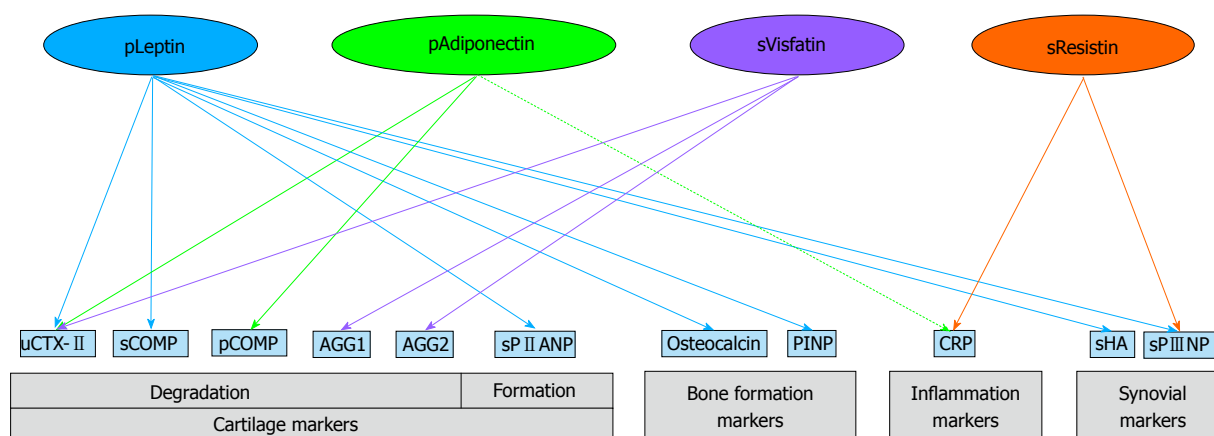 pLeptin
pAdiponectin
sVisfatin
sResistin
uCTX-Ⅱ
sCOMP
pCOMP
AGG1
AGG2
sPⅡANP
Osteocalcin
PINP
CRP
sHA
sPⅢNP
Degradation
Formation
Cartilage markers
Bone formation
markers
Inflammation
markers
Synovial
markers